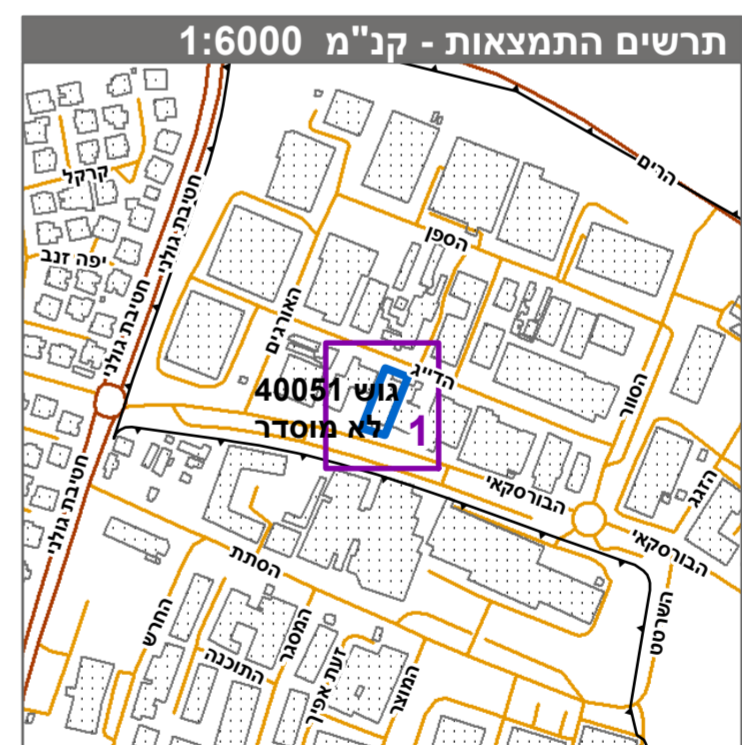 תרשים התמצאות - קנ"מ 1:6000
הרים
קרקל
חטיבת גולני
הספן
יפה זנב
חטיבת גולני
האורגים
הדייג
גוש 40051
לא מוסדר
1
הסוור
הבורסקאי
הזגג
חטיבת גולני
הבורסקאי
הסתת
השרטט
החרש
המסגר
התוכנה
זעת אפיך
המוצר